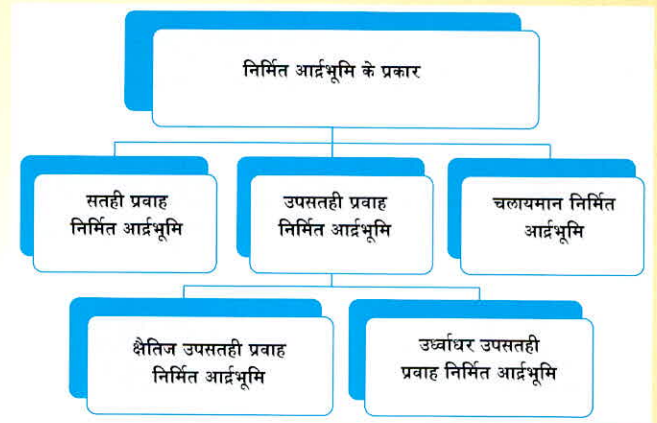 निर्मित आर्द्रभूमि के प्रकार
सतही प्रवाह
निर्मित आर्द्रभूमि
उपसतही प्रवाह
निर्मित आर्द्रभूमि
चलायमान निर्मित
आर्द्रभूमि
क्षैतिज उपसतही प्रवाह
निर्मित आर्द्रभूमि
उर्ध्वाधर उपसतही
प्रवाह निर्मित आर्द्रभूमि